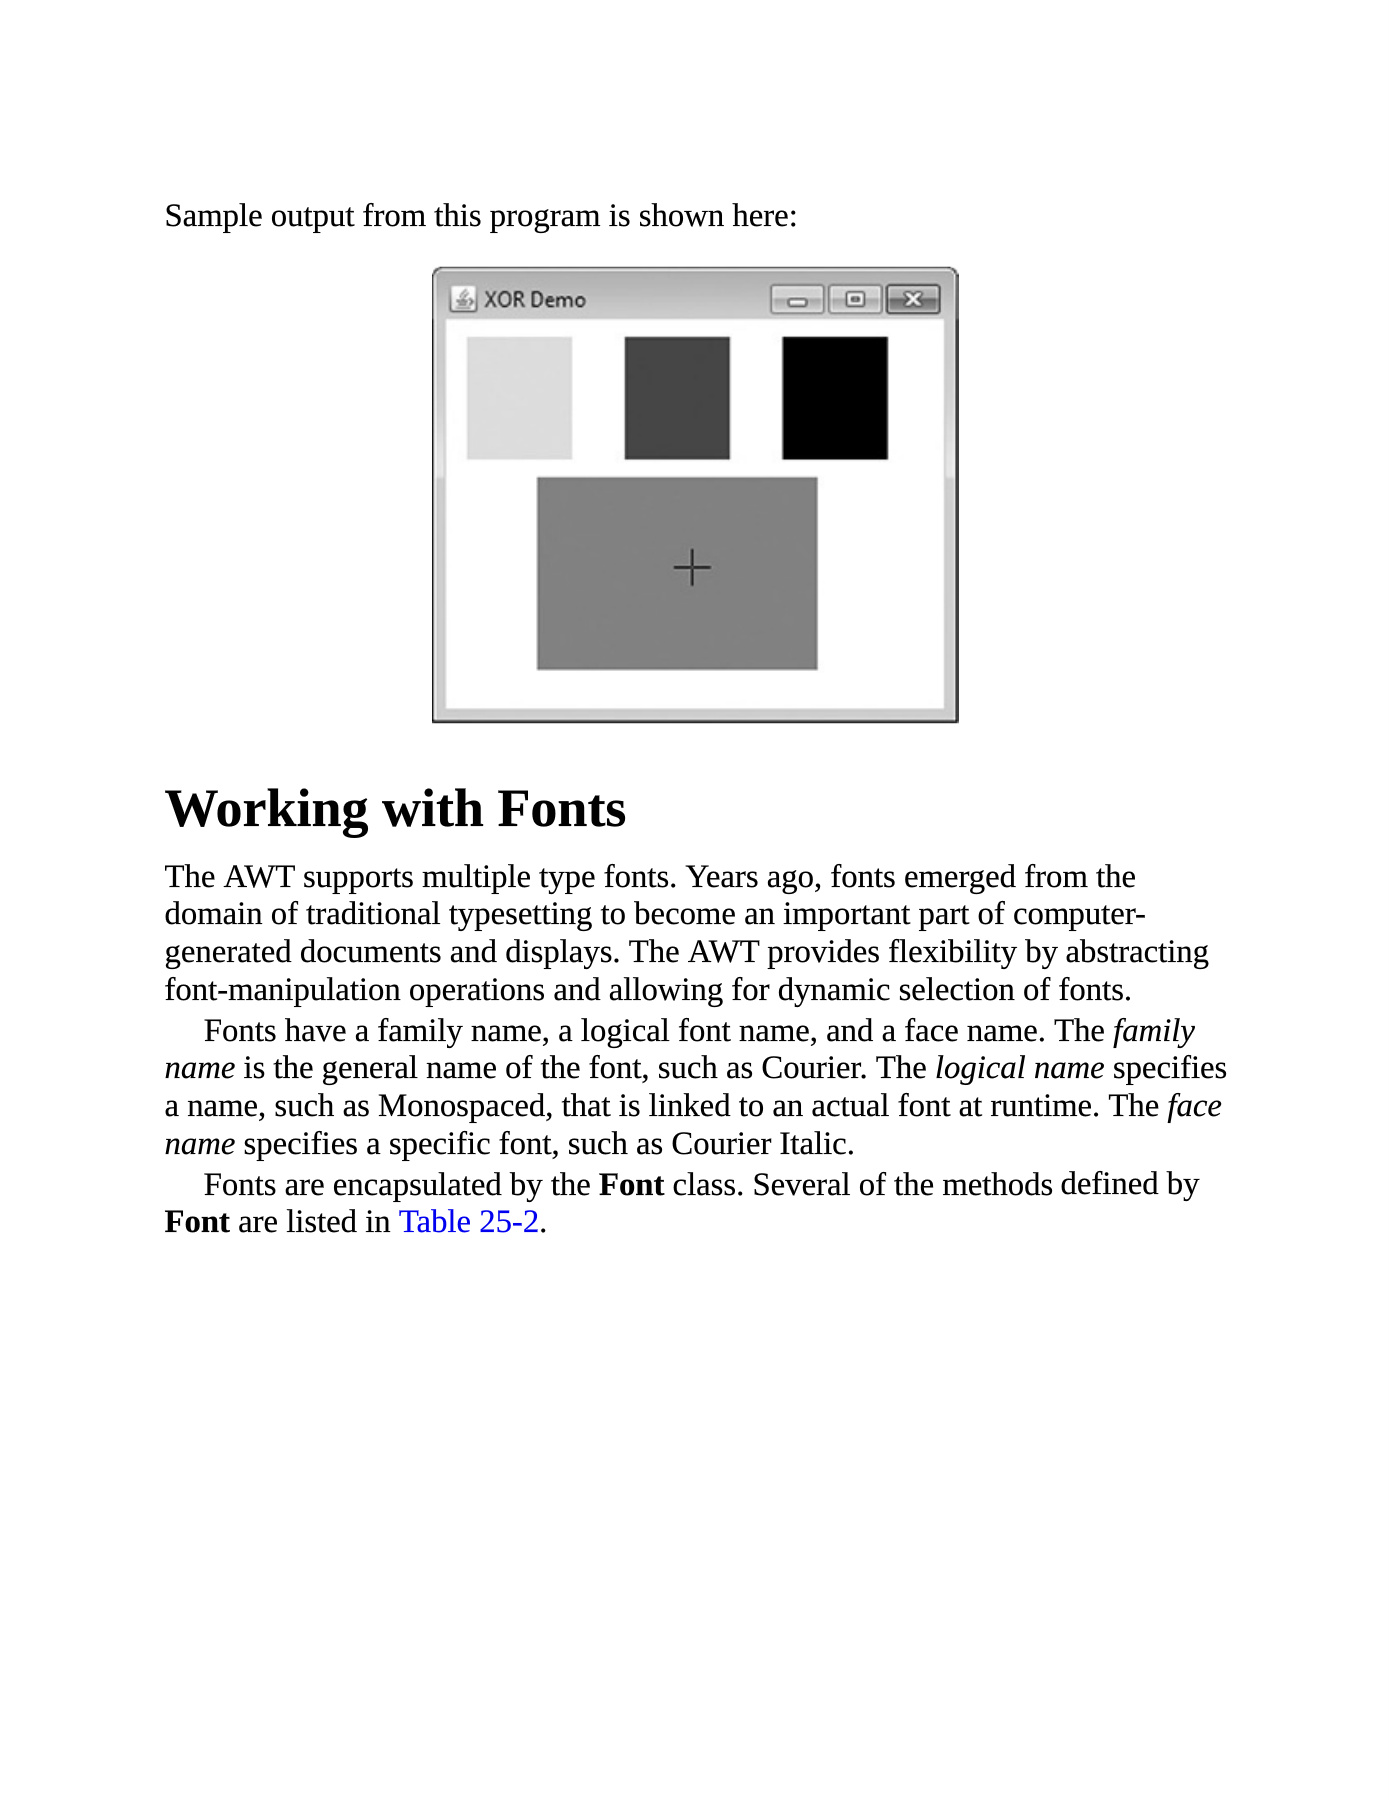 Sample output from this program is shown here:
XOR Demo
Working with Fonts
The AWT supports multiple type fonts. Years ago, fonts emerged from the
domain of traditional typesetting to become an important part of computer-
generated documents and displays. The AWT provides flexibility by abstracting
font-manipulation operations and allowing for dynamic selection of fonts.
Fonts have a family name, a logical font name, and a face name. The family
name is the general name of the font, such as Courier. The logical name specifies
a name, such as Monospaced, that is linked to an actual font at runtime. The face
name specifies a specific font, such as Courier Italic.
Fonts are encapsulated by the Font class. Several of the methods defined by
Font are listed in Table 25-2.